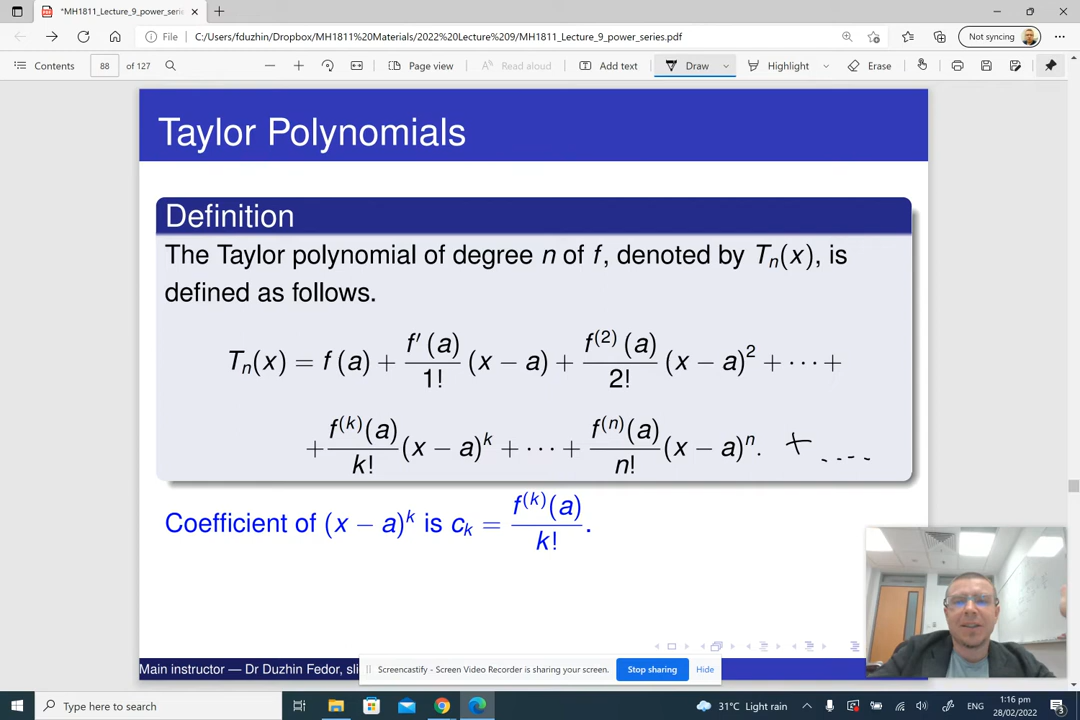 *MH1811_Lecture_9_power_serie
File C:/Users/fduzhin/Dropbox/MH1811%20Materials/2022%20Lecture%209/MH1811_Lecture_9_power_series.pdf Not syncing
Contents 88 of 127 Page view Read aloud Add text Draw Highlight Erase
Taylor Polynomials
Definition
The Taylor polynomial of degree n of f, denoted by Tₙ(x), is
defined as follows.
Tₙ(x) = f(a) + f′(a)/1! (x − a) + f⁽²⁾(a)/2! (x − a)² + ··· +
+ f⁽ᵏ⁾(a)/k! (x − a)ᵏ + ··· + f⁽ⁿ⁾(a)/n! (x − a)ⁿ. + ....
Coefficient of (x − a)ᵏ is cₖ = f⁽ᵏ⁾(a)/k!.
Main instructor — Dr Duzhin Fedor, sli
Screencastify - Screen Video Recorder is sharing your screen. Stop sharing Hide
Type here to search 31°C Light rain ENG 1:16 pm
28/02/2022 3